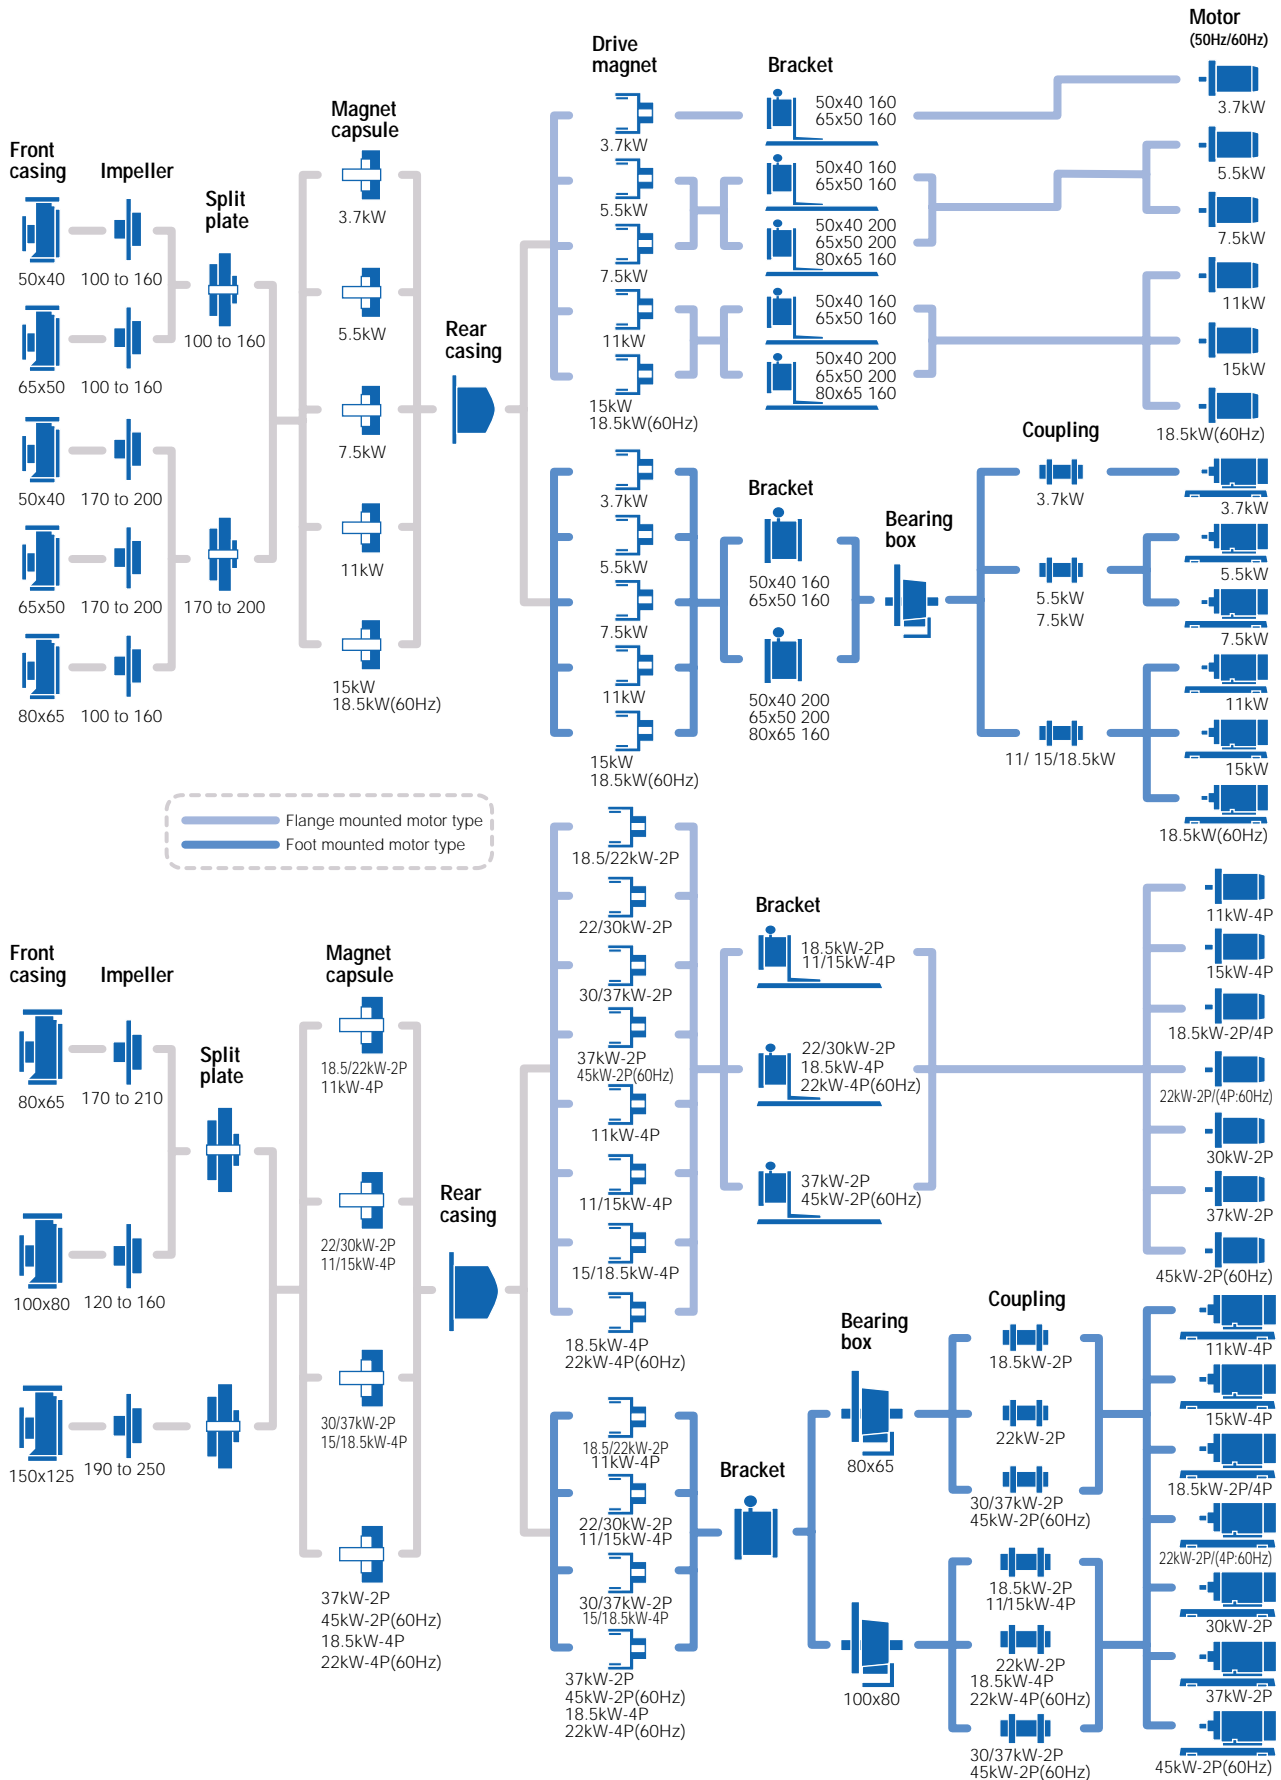 Motor
(50Hz/60Hz)
Drive
magnet
Bracket
Magnet
capsule
Front
casing
Impeller
Split
plate
Rear
casing
50x40
100 to 160
65x50
100 to 160
100 to 160
50x40
170 to 200
65x50
170 to 200
170 to 200
80x65
100 to 160
3.7kW
5.5kW
7.5kW
11kW
15kW
18.5kW(60Hz)
3.7kW
5.5kW
7.5kW
11kW
15kW
18.5kW(60Hz)
50x40 160
65x50 160
50x40 160
65x50 160
50x40 200
65x50 200
80x65 160
50x40 160
65x50 160
50x40 200
65x50 200
80x65 160
3.7kW
5.5kW
7.5kW
11kW
15kW
18.5kW(60Hz)
3.7kW
5.5kW
7.5kW
11kW
15kW
18.5kW(60Hz)
Bracket
50x40 160
65x50 160
50x40 200
65x50 200
80x65 160
Bearing
box
Coupling
3.7kW
5.5kW
7.5kW
11/ 15/18.5kW
3.7kW
5.5kW
7.5kW
11kW
15kW
18.5kW(60Hz)
Flange mounted motor type
Foot mounted motor type
Front
casing
Impeller
Split
plate
Magnet
capsule
Rear
casing
80x65
170 to 210
100x80
120 to 160
150x125
190 to 250
18.5/22kW-2P
11kW-4P
22/30kW-2P
11/15kW-4P
30/37kW-2P
15/18.5kW-4P
37kW-2P
45kW-2P(60Hz)
18.5kW-4P
22kW-4P(60Hz)
18.5/22kW-2P
22/30kW-2P
30/37kW-2P
37kW-2P
45kW-2P(60Hz)
11kW-4P
11/15kW-4P
15/18.5kW-4P
18.5kW-4P
22kW-4P(60Hz)
Bracket
18.5kW-2P
11/15kW-4P
22/30kW-2P
18.5kW-4P
22kW-4P(60Hz)
37kW-2P
45kW-2P(60Hz)
11kW-4P
15kW-4P
18.5kW-2P/4P
22kW-2P/(4P:60Hz)
30kW-2P
37kW-2P
45kW-2P(60Hz)
18.5/22kW-2P
11kW-4P
22/30kW-2P
11/15kW-4P
30/37kW-2P
15/18.5kW-4P
37kW-2P
45kW-2P(60Hz)
18.5kW-4P
22kW-4P(60Hz)
Bracket
Bearing
box
80x65
100x80
Coupling
18.5kW-2P
22kW-2P
30/37kW-2P
45kW-2P(60Hz)
18.5kW-2P
11/15kW-4P
22kW-2P
18.5kW-4P
22kW-4P(60Hz)
30/37kW-2P
45kW-2P(60Hz)
11kW-4P
15kW-4P
18.5kW-2P/4P
22kW-2P/(4P:60Hz)
30kW-2P
37kW-2P
45kW-2P(60Hz)